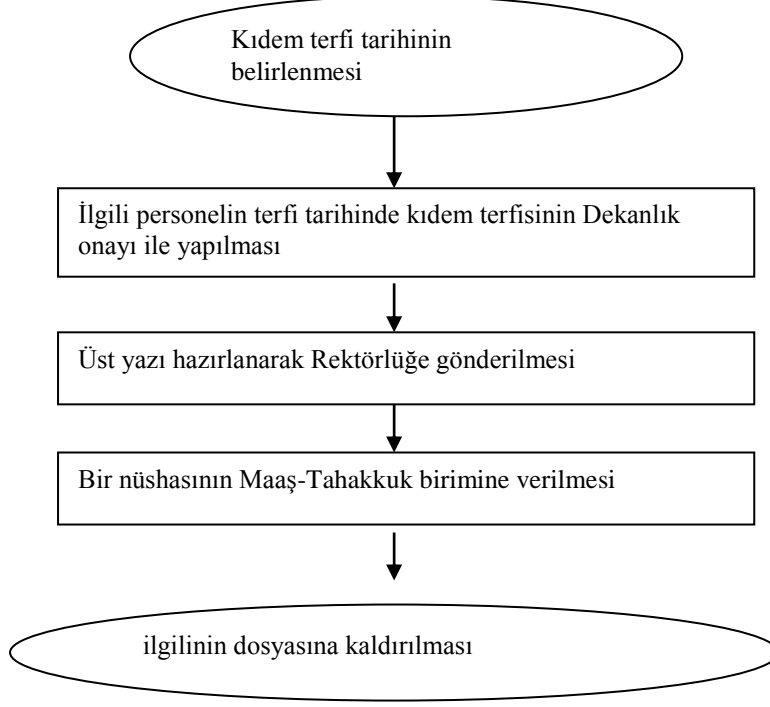 Kıdem terfi tarihinin
belirlenmesi
İlgili personelin terfi tarihinde kıdem terfisinin Dekanlık
onayı ile yapılması
Üst yazı hazırlanarak Rektörlüğe gönderilmesi
Bir nüshasının Maaş-Tahakkuk birimine verilmesi
ilgilinin dosyasına kaldırılması